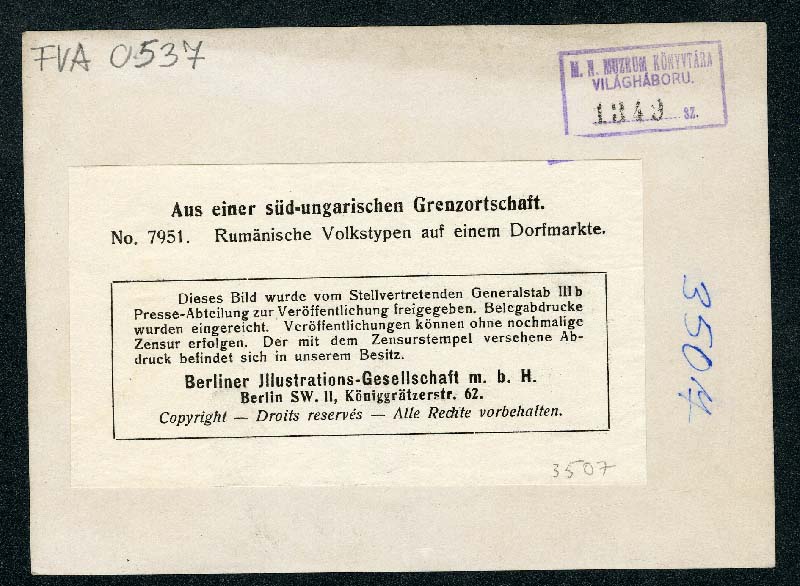 FVA 0537
M. N. MUZEUM KÖNYVTÁRA
VILÁGHÁBORU.
1349 SZ.
Aus einer süd-ungarischen Grenzortschaft.
No. 7951. Rumänische Volkstypen auf einem Dorfmarkte.
Dieses Bild wurde vom Stellvertretenden Generalstab III b
Presse-Abteilung zur Veröffentlichung freigegeben. Belegabdrucke
wurden eingereicht. Veröffentlichungen können ohne nochmalige
Zensur erfolgen. Der mit dem Zensurstempel versehene Ab-
druck befindet sich in unserem Besitz.
Berliner Jllustrations-Gesellschaft m. b. H.
Berlin SW. 11, Königgrätzerstr. 62.
Copyright — Droits reservés — Alle Rechte vorbehalten.
3507
3507